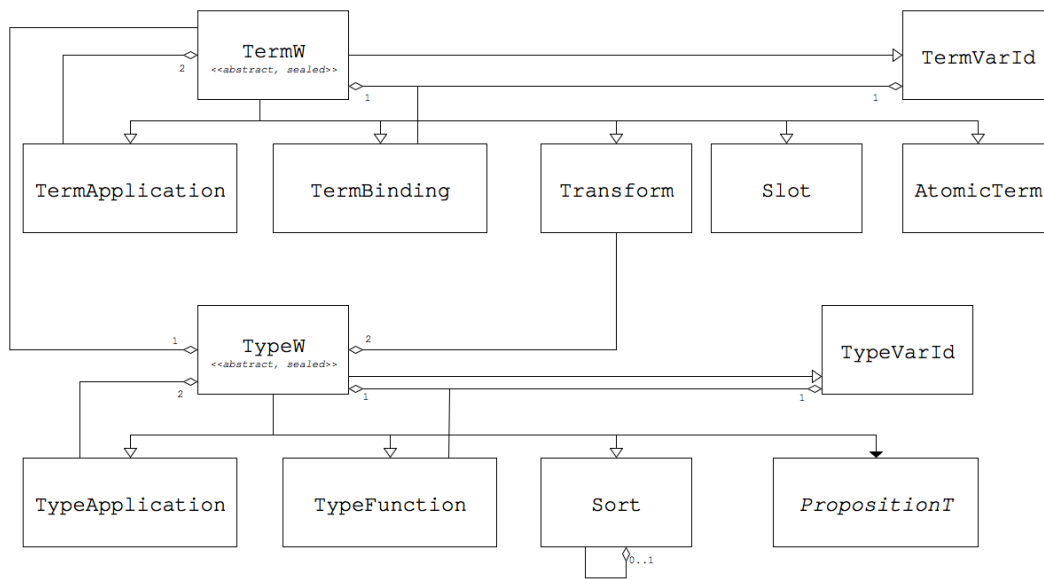 TermW
<<abstract, sealed>>
2
1
1
TermVarId
TermApplication
TermBinding
Transform
Slot
AtomicTerm
TypeW
<<abstract, sealed>>
1
2
2
1
1
TypeVarId
TypeApplication
TypeFunction
Sort
0..1
PropositionT